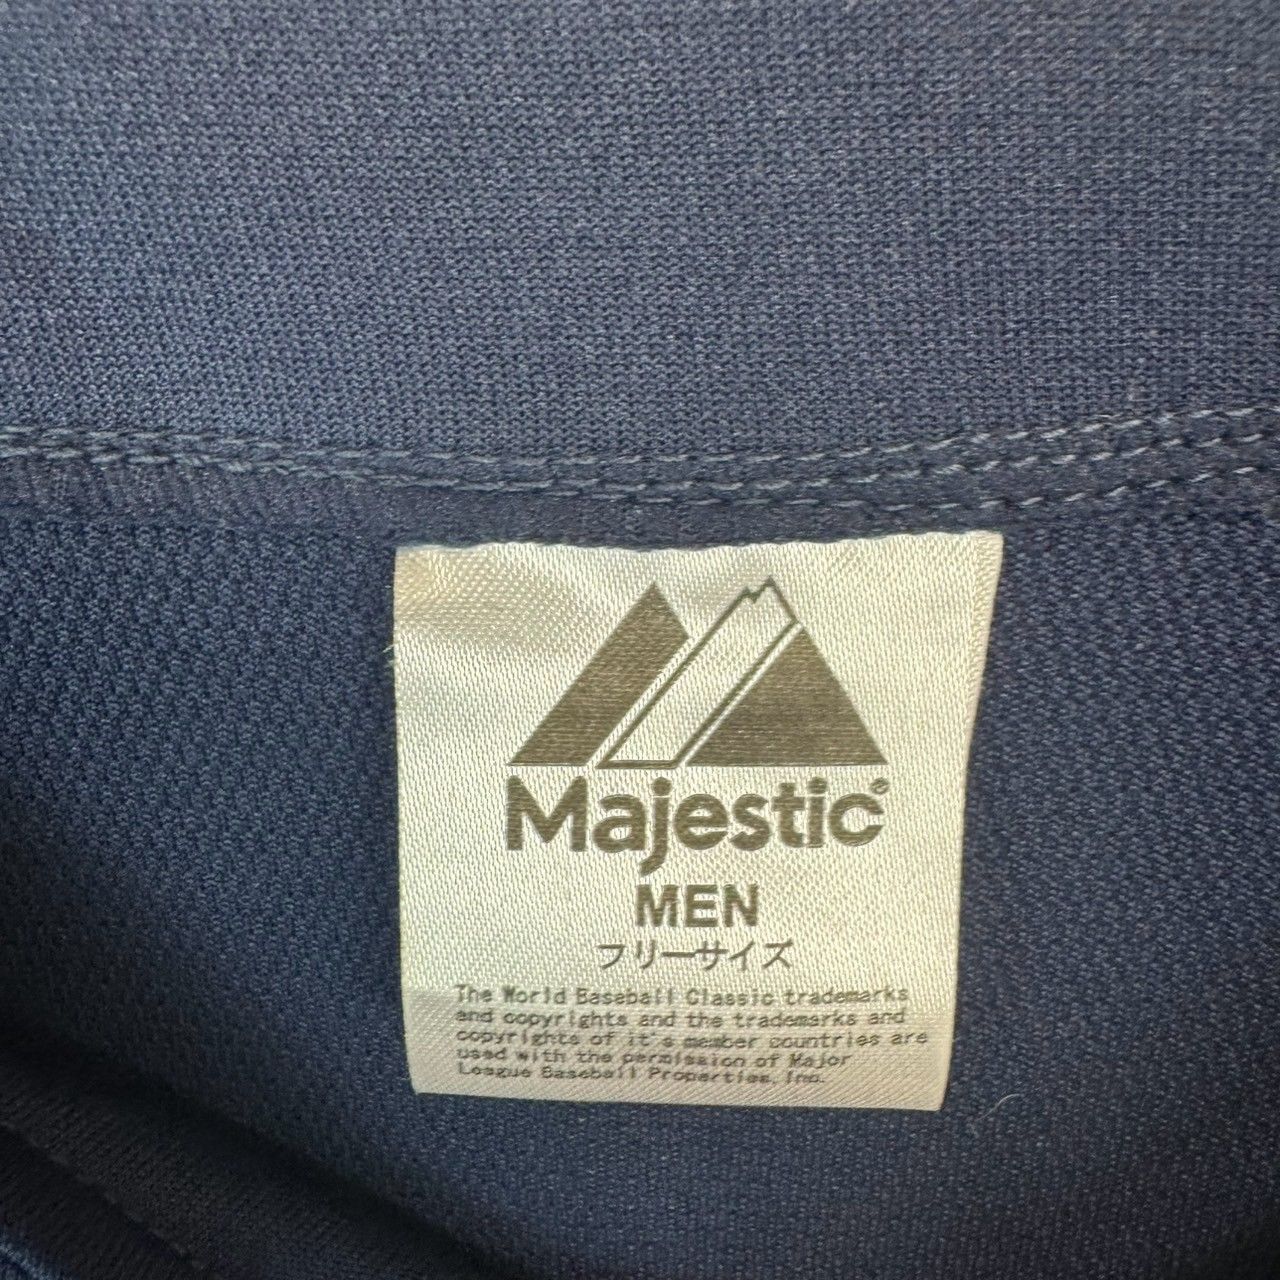 Majestic®
MEN
フリーサイズ
The World Baseball Classic trademarks
and copyrights and the trademarks and
copyrights of it's member countries are
used with the permission of Major
League Baseball Properties, Inc.